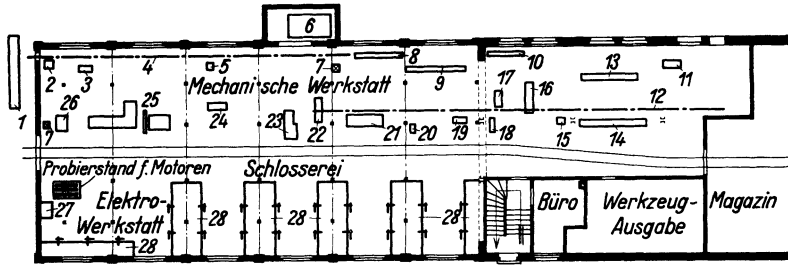 6
2 3 4 5 7 8 10 11
Mechanische Werkstatt
9 13
1
17 16 12
26 25 24 23 22 21 20 19 18 15 14
7
Probierstand f. Motoren
Schlosserei
27
Elektro-
Werkstatt
28 28 28 28
Büro
Werkzeug-
Ausgabe
Magazin